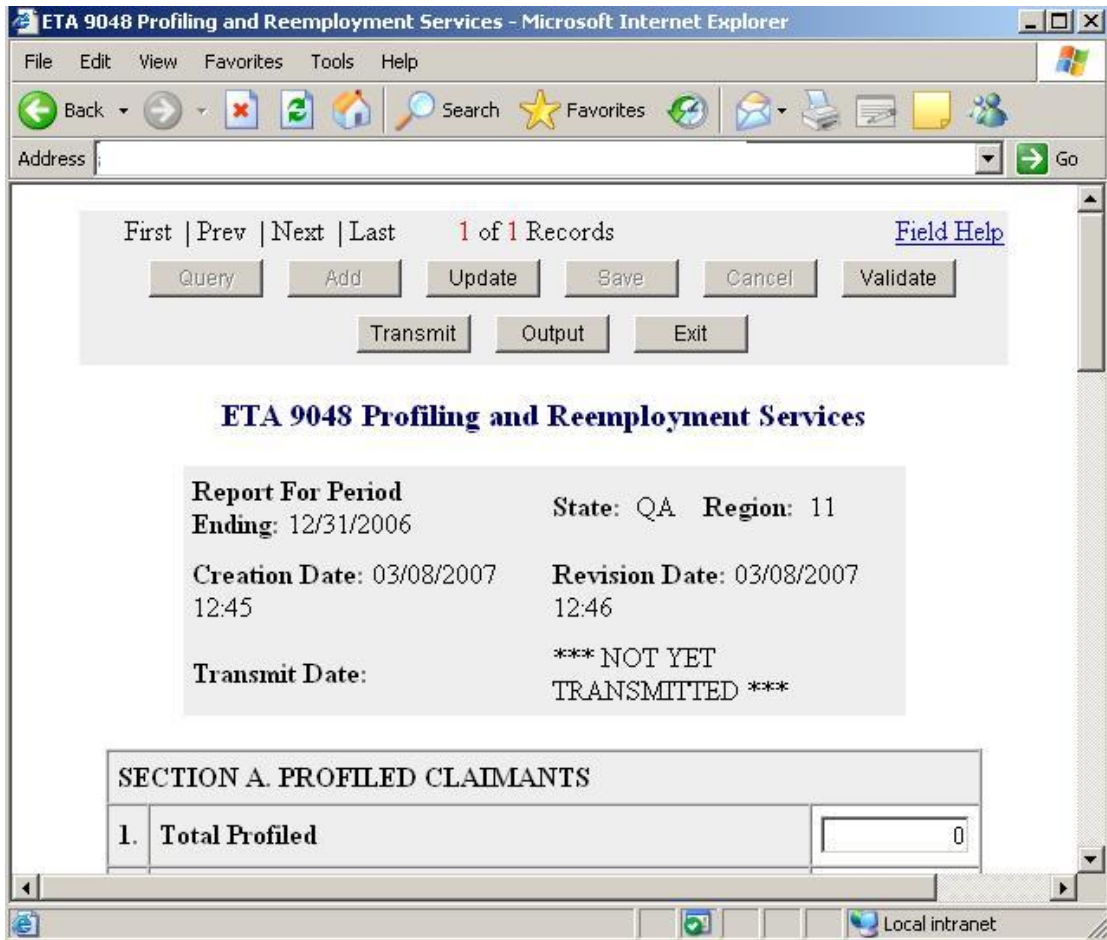 ETA 9048 Profiling and Reemployment Services - Microsoft Internet Explorer
File Edit View Favorites Tools Help
Back Search Favorites
Address Go
First | Prev | Next | Last 1 of 1 Records Field Help
Query Add Update Save Cancel Validate
Transmit Output Exit
ETA 9048 Profiling and Reemployment Services
Report For Period
Ending: 12/31/2006
State: QA Region: 11
Creation Date: 03/08/2007
12:45
Revision Date: 03/08/2007
12:46
Transmit Date:
*** NOT YET
TRANSMITTED ***
SECTION A. PROFILED CLAIMANTS
1. Total Profiled 0
Local intranet